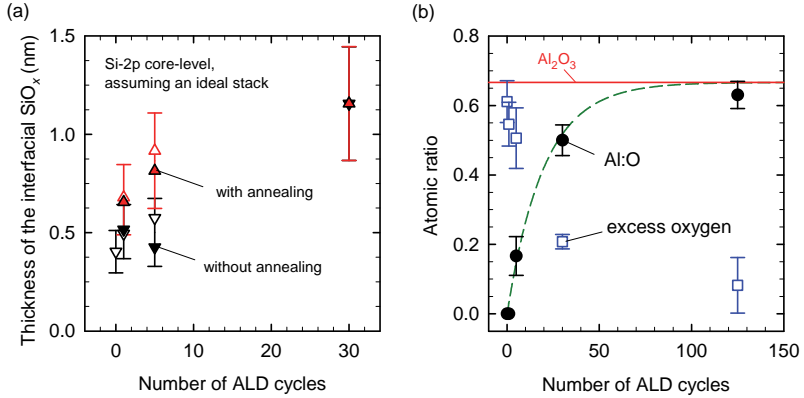 (a)
Thickness of the interfacial SiOx (nm)
1.5
1.0
0.5
0.0
Si-2p core-level,
assuming an ideal stack
with annealing
without annealing
0 10 20 30
Number of ALD cycles
(b)
Atomic ratio
0.8
0.6
0.4
0.2
0.0
Al2O3
Al:O
excess oxygen
0 50 100 150
Number of ALD cycles